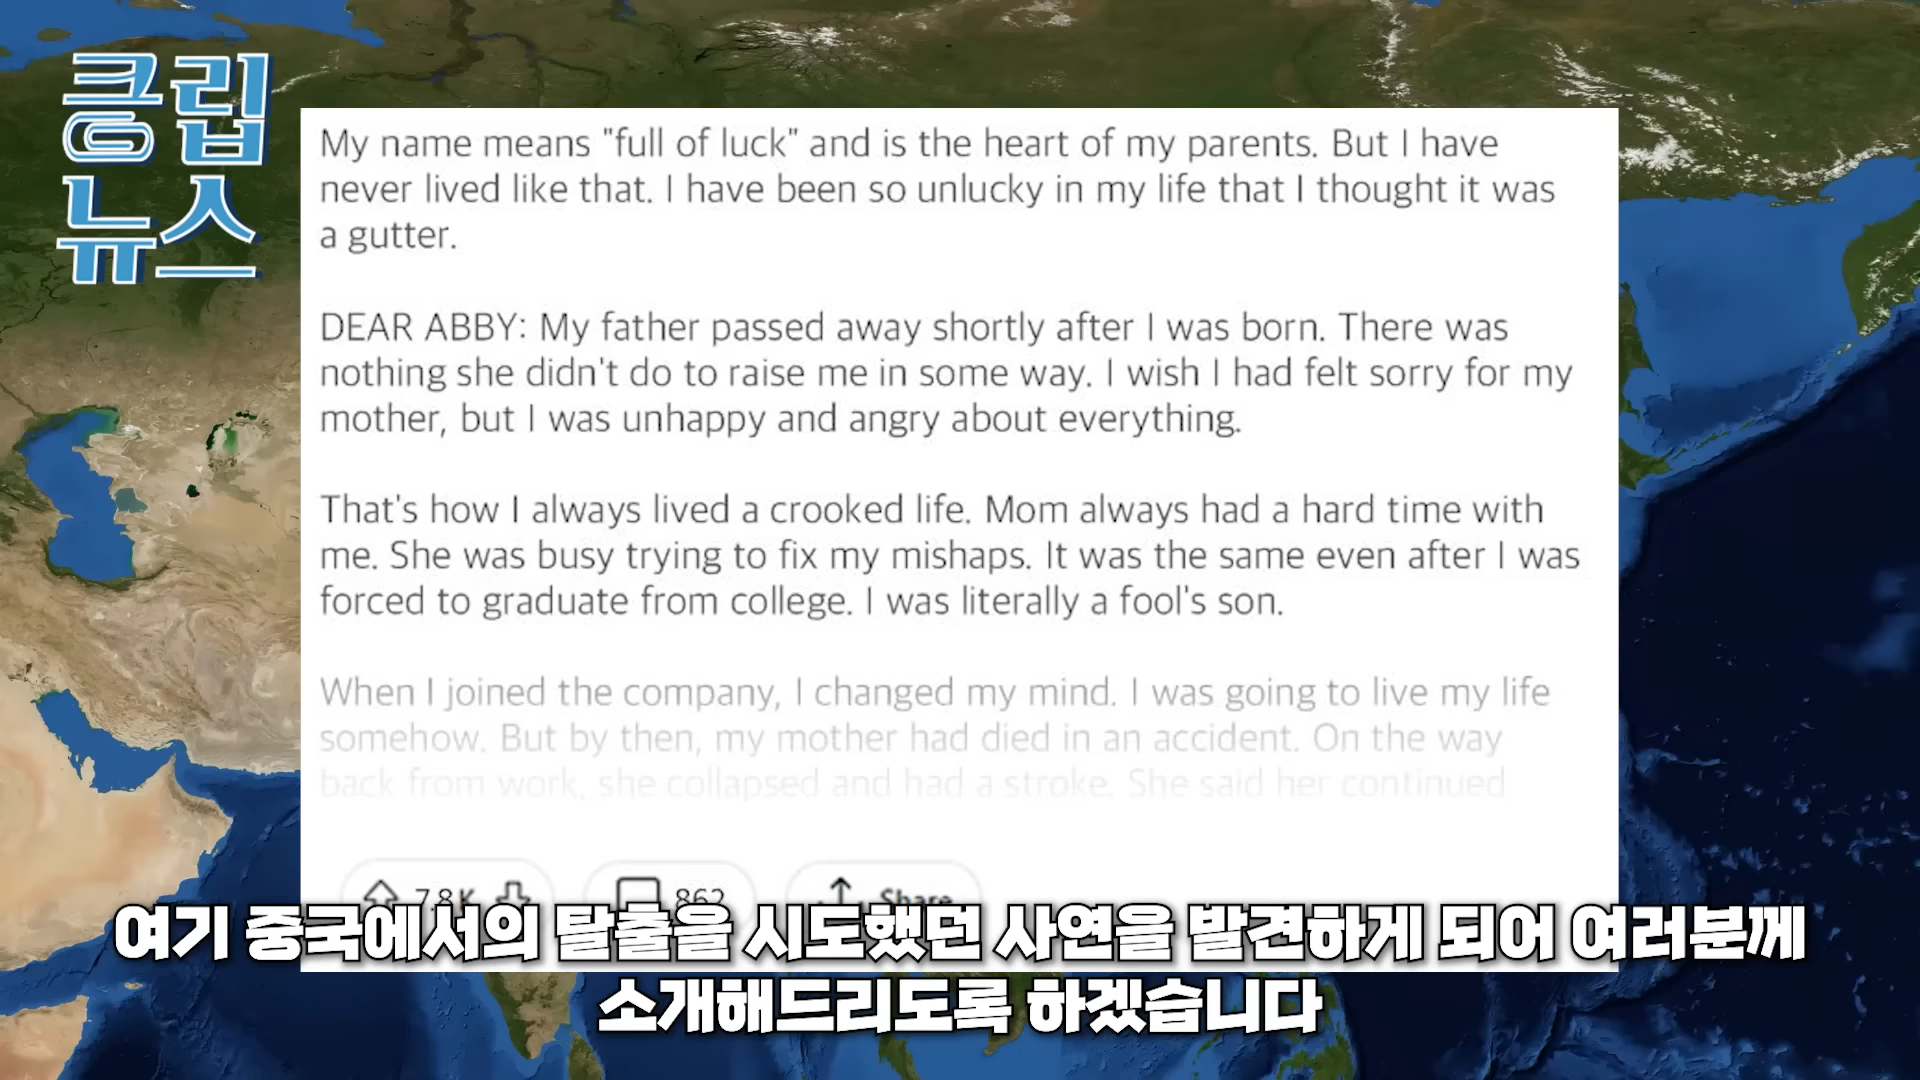 클립
뉴스
My name means "full of luck" and is the heart of my parents. But I have
never lived like that. I have been so unlucky in my life that I thought it was
a gutter.
DEAR ABBY: My father passed away shortly after I was born. There was
nothing she didn't do to raise me in some way. I wish I had felt sorry for my
mother, but I was unhappy and angry about everything.
That's how I always lived a crooked life. Mom always had a hard time with
me. She was busy trying to fix my mishaps. It was the same even after I was
forced to graduate from college. I was literally a fool's son.
When I joined the company, I changed my mind. I was going to live my life
somehow. But by then, my mother had died in an accident. On the way
back from work, she collapsed and had a stroke. She said her continued
7.8K 862 Share
여기 중국에서의 탈출을 시도했던 사연을 발견하게 되어 여러분께
소개해드리도록 하겠습니다